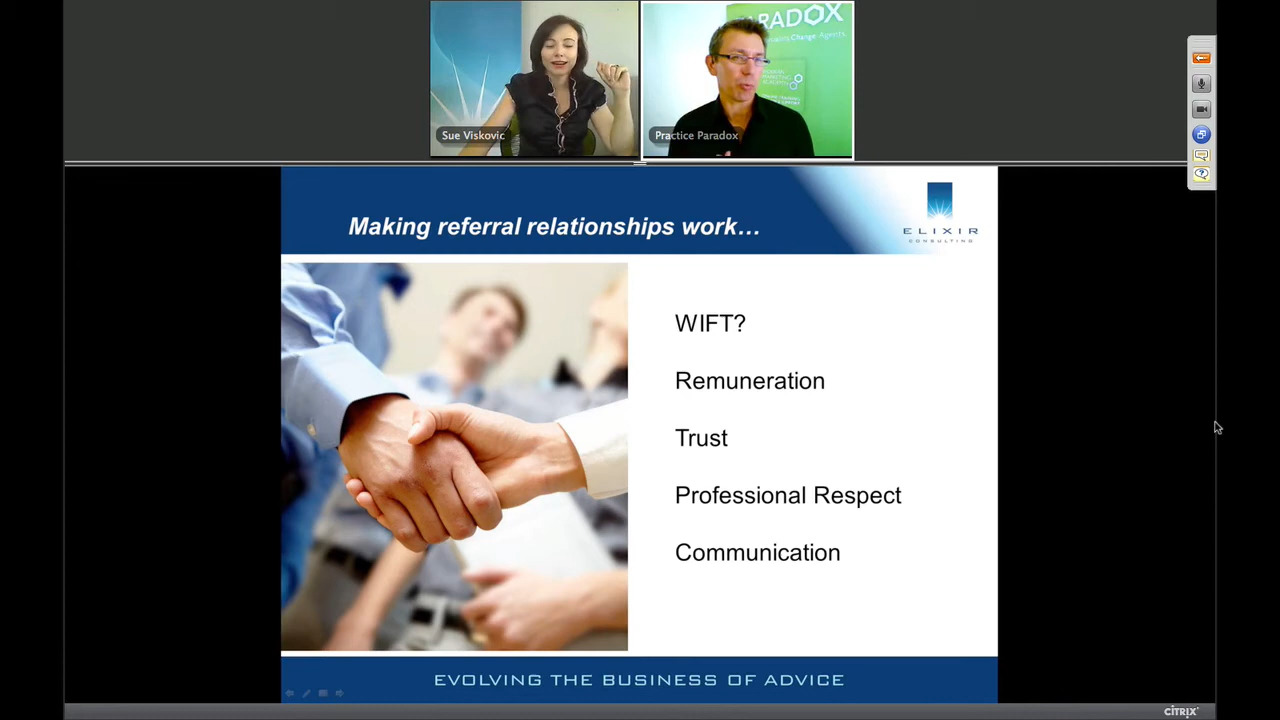 PARADOX
Change Agents
Sue Viskovic
Practice Paradox
Making referral relationships work…
ELIXIR
CONSULTING
WIFT?
Remuneration
Trust
Professional Respect
Communication
EVOLVING THE BUSINESS OF ADVICE
CITRIX